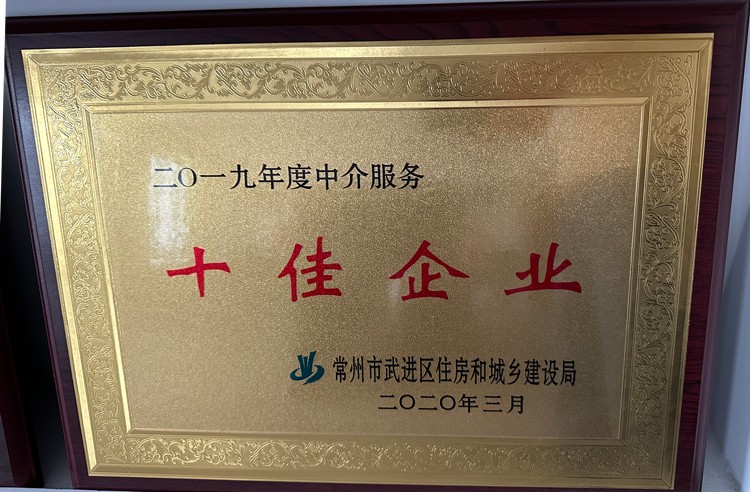 二〇一九年度中介服务
十佳企业
常州市武进区住房和城乡建设局
二〇二〇年三月